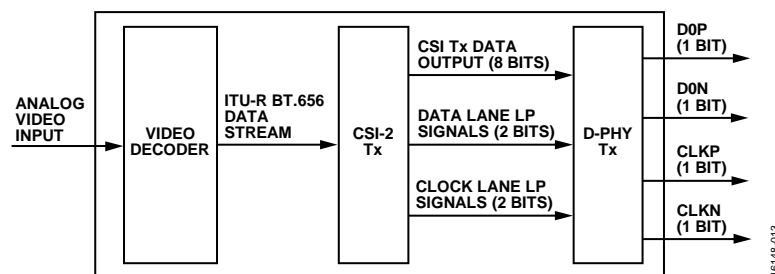 ANALOG
VIDEO
INPUT
VIDEO
DECODER
ITU-R BT.656
DATA
STREAM
CSI-2
Tx
CSI Tx DATA
OUTPUT (8 BITS)
DATA LANE LP
SIGNALS (2 BITS)
CLOCK LANE LP
SIGNALS (2 BITS)
D-PHY
Tx
D0P
(1 BIT)
D0N
(1 BIT)
CLKP
(1 BIT)
CLKN
(1 BIT)
16148-013